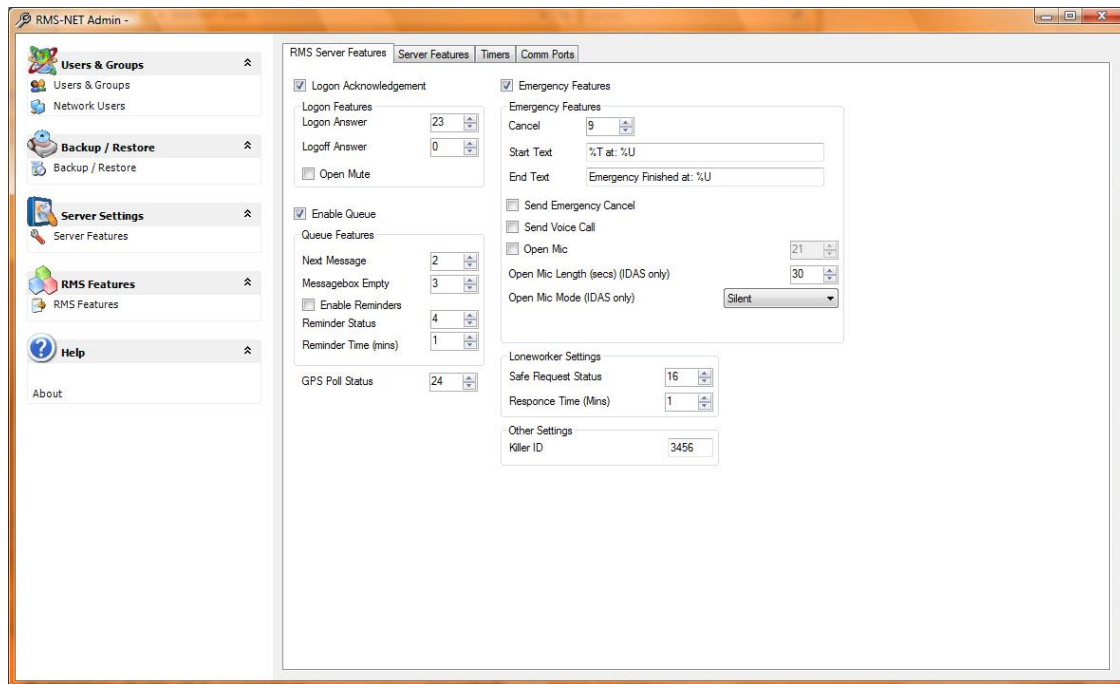 RMS-NET Admin -
Users & Groups
Users & Groups
Network Users
Backup / Restore
Backup / Restore
Server Settings
Server Features
RMS Features
RMS Features
Help
About
RMS Server Features Server Features Timers Comm Ports
Logon Acknowledgement
Logon Features
Logon Answer 23
Logoff Answer 0
Open Mute
Enable Queue
Queue Features
Next Message 2
Messagebox Empty 3
Enable Reminders
Reminder Status 4
Reminder Time (mins) 1
GPS Poll Status 24
Emergency Features
Emergency Features
Cancel 9
Start Text %T at: %U
End Text Emergency Finished at: %U
Send Emergency Cancel
Send Voice Call
Open Mic 21
Open Mic Length (secs) (IDAS only) 30
Open Mic Mode (IDAS only) Silent
Loneworker Settings
Safe Request Status 16
Responce Time (Mins) 1
Other Settings
Killer ID 3456